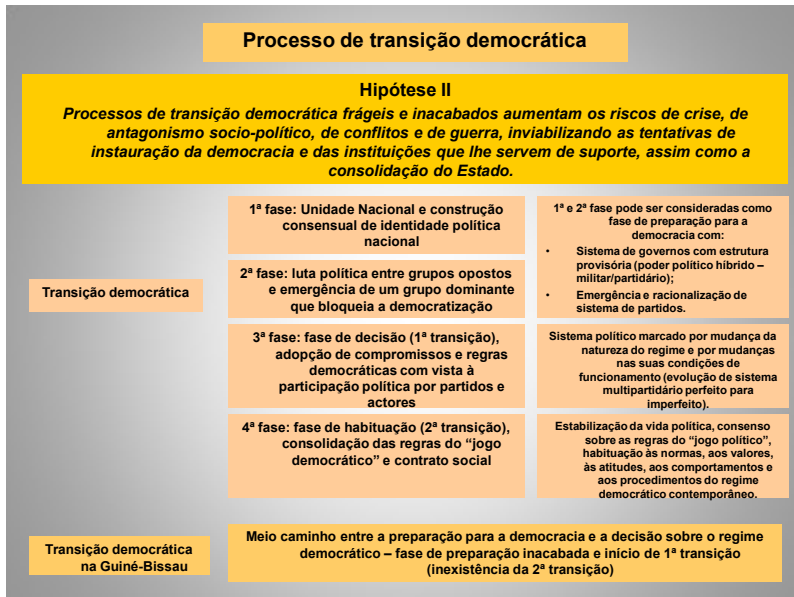 Processo de transição democrática
Hipótese II
Processos de transição democrática frágeis e inacabados aumentam os riscos de crise, de
antagonismo socio-político, de conflitos e de guerra, inviabilizando as tentativas de
instauração da democracia e das instituições que lhe servem de suporte, assim como a
consolidação do Estado.
Transição democrática
1ª fase: Unidade Nacional e construção
consensual de identidade política
nacional
2ª fase: luta política entre grupos opostos
e emergência de um grupo dominante
que bloqueia a democratização
3ª fase: fase de decisão (1ª transição),
adopção de compromissos e regras
democráticas com vista à
participação política por partidos e
actores
4ª fase: fase de habituação (2ª transição),
consolidação das regras do “jogo
democrático” e contrato social
1ª e 2ª fase pode ser consideradas como
fase de preparação para a
democracia com:
• Sistema de governos com estrutura
provisória (poder político híbrido –
militar/partidário);
• Emergência e racionalização de
sistema de partidos.
Sistema político marcado por mudança da
natureza do regime e por mudanças
nas suas condições de
funcionamento (evolução de sistema
multipartidário perfeito para
imperfeito).
Estabilização da vida política, consenso
sobre as regras do “jogo político”,
habituação às normas, aos valores,
às atitudes, aos comportamentos e
aos procedimentos do regime
democrático contemporâneo.
Transição democrática
na Guiné-Bissau
Meio caminho entre a preparação para a democracia e a decisão sobre o regime
democrático – fase de preparação inacabada e início de 1ª transição
(inexistência da 2ª transição)